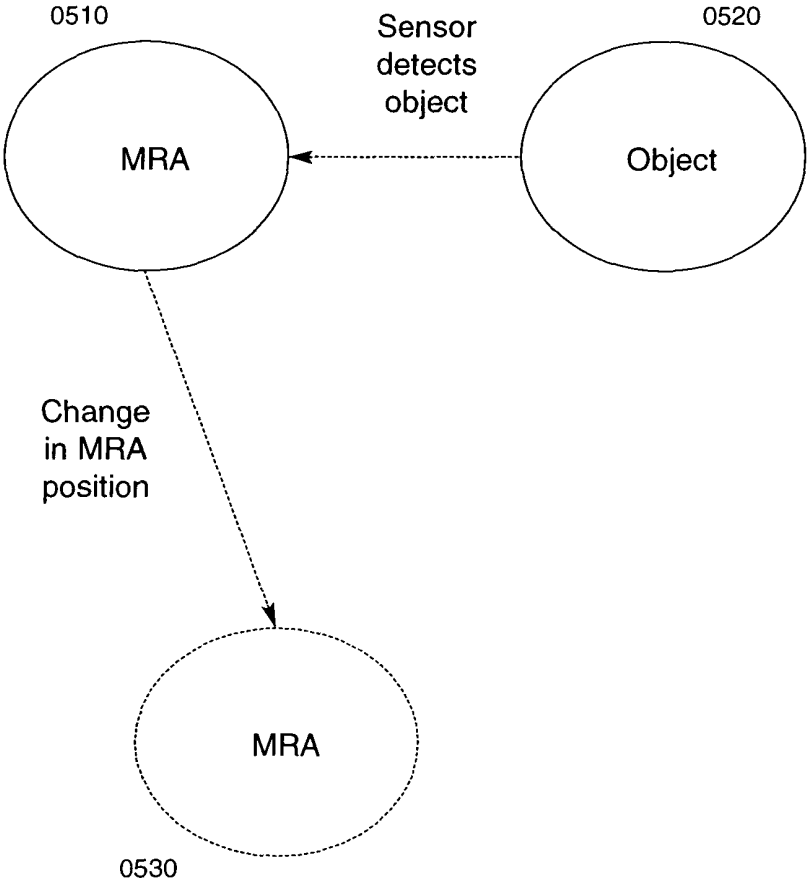 0510
0520
Sensor
detects
object
MRA
Object
Change
in MRA
position
MRA
0530